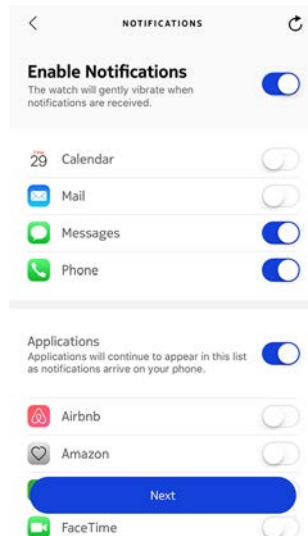 NOTIFICATIONS
Enable Notifications
The watch will gently vibrate when
notifications are received.
29 Calendar
Mail
Messages
Phone
Applications
Applications will continue to appear in this list
as notifications arrive on your phone.
Airbnb
Amazon
Next
FaceTime